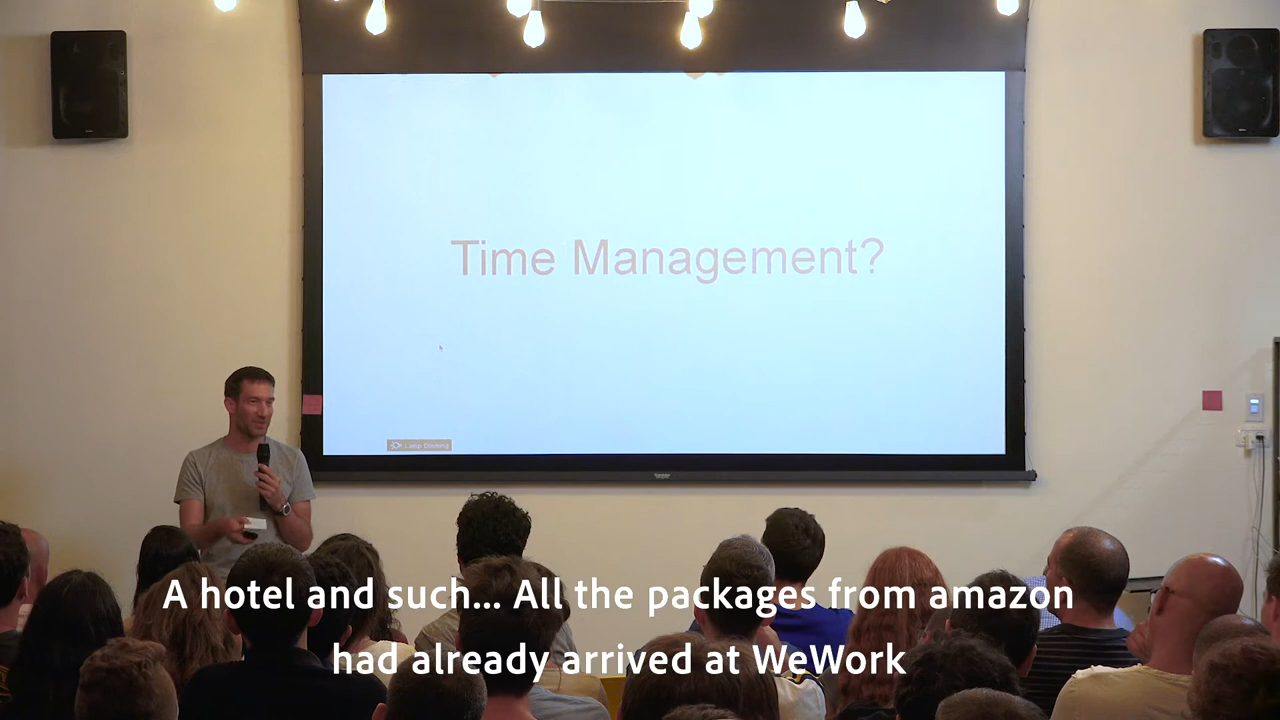 Time Management?
A hotel and such... All the packages from amazon
had already arrived at WeWork